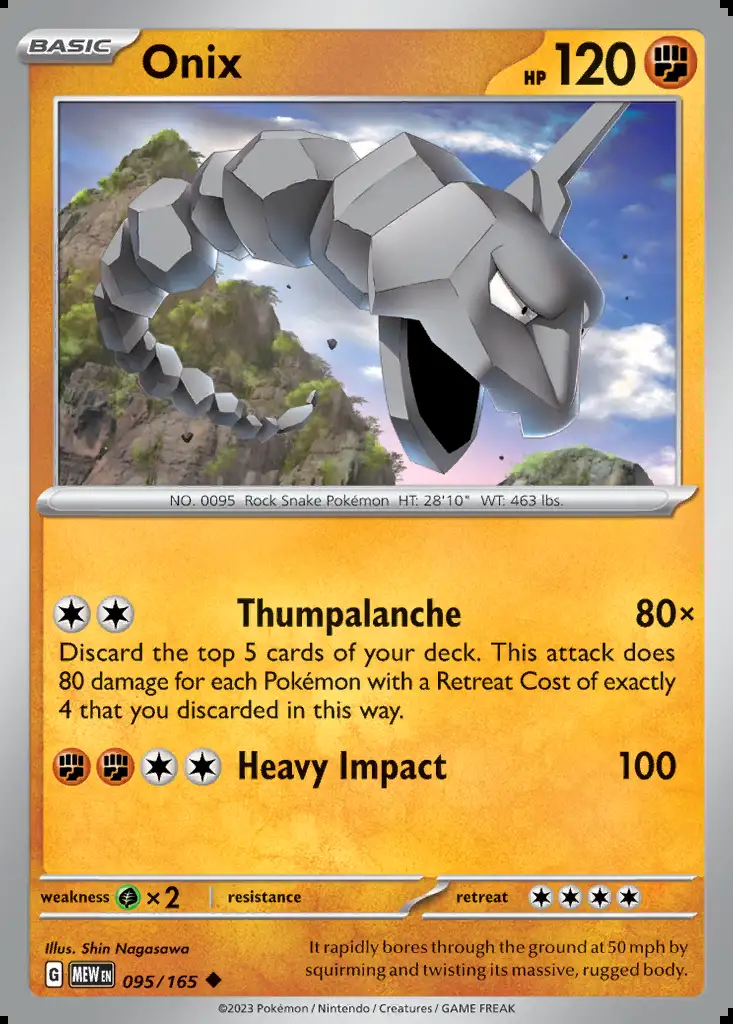 BASIC
Onix
HP 120
NO. 0095 Rock Snake Pokémon HT: 28'10" WT: 463 lbs.
Thumpalanche 80×
Discard the top 5 cards of your deck. This attack does
80 damage for each Pokémon with a Retreat Cost of exactly
4 that you discarded in this way.
Heavy Impact 100
weakness ×2 resistance retreat
Illus. Shin Nagasawa
It rapidly bores through the ground at 50 mph by
squirming and twisting its massive, rugged body.
G MEW EN 095/165
©2023 Pokémon / Nintendo / Creatures / GAME FREAK